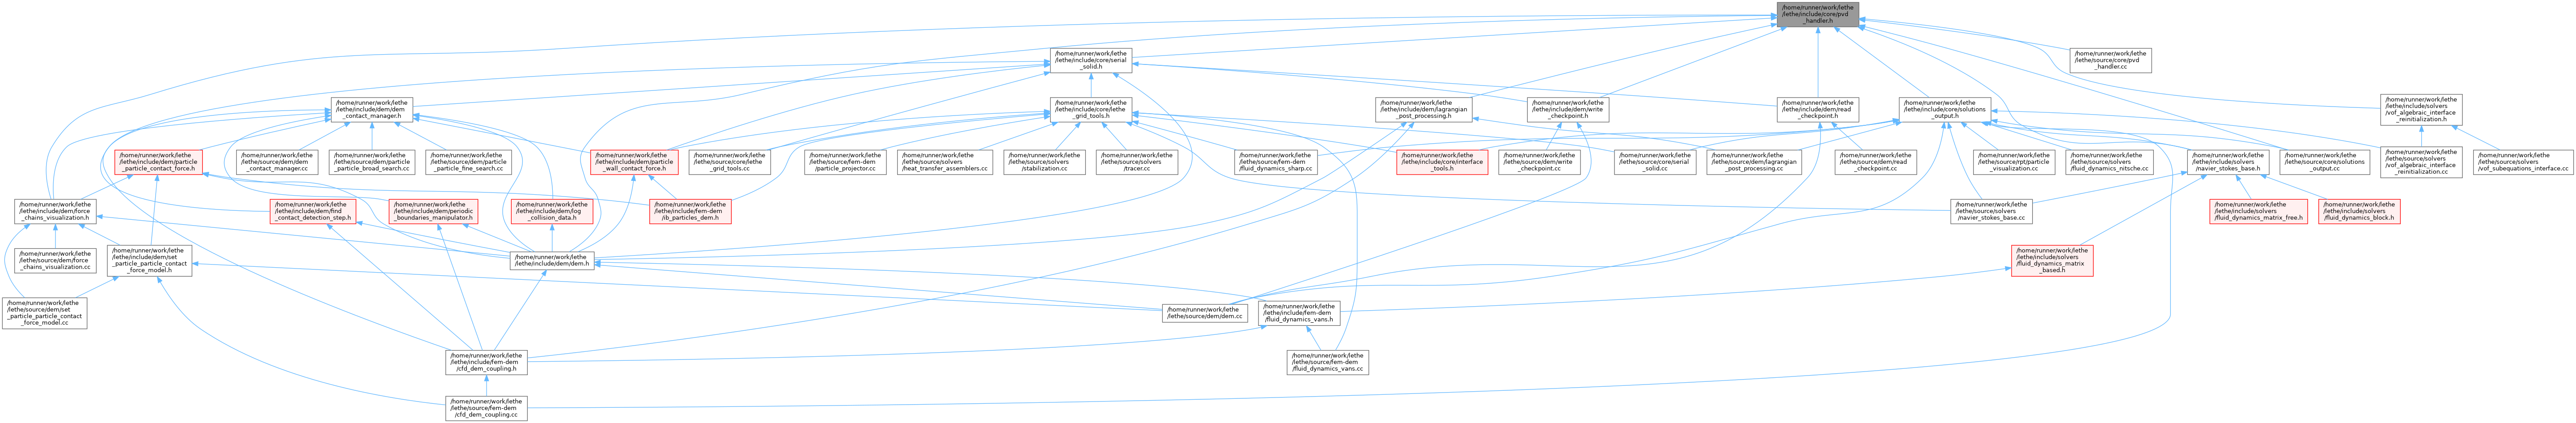 /home/runner/work/lethe
/lethe/include/core/pvd
_handler.h
/home/runner/work/lethe
/lethe/include/core/serial
_solid.h
/home/runner/work/lethe
/lethe/source/core/pvd
_handler.cc
/home/runner/work/lethe
/lethe/include/dem/dem
_contact_manager.h
/home/runner/work/lethe
/lethe/include/core/lethe
_grid_tools.h
/home/runner/work/lethe
/lethe/include/dem/lagrangian
_post_processing.h
/home/runner/work/lethe
/lethe/include/dem/write
_checkpoint.h
/home/runner/work/lethe
/lethe/include/dem/read
_checkpoint.h
/home/runner/work/lethe
/lethe/include/core/solutions
_output.h
/home/runner/work/lethe
/lethe/include/solvers
/vof_algebraic_interface
_reinitialization.h
/home/runner/work/lethe
/lethe/include/dem/particle
_particle_contact_force.h
/home/runner/work/lethe
/lethe/source/dem/dem
_contact_manager.cc
/home/runner/work/lethe
/lethe/source/dem/particle
_particle_broad_search.cc
/home/runner/work/lethe
/lethe/source/dem/particle
_particle_fine_search.cc
/home/runner/work/lethe
/lethe/include/dem/particle
_wall_contact_force.h
/home/runner/work/lethe
/lethe/source/core/lethe
_grid_tools.cc
/home/runner/work/lethe
/lethe/source/fem-dem
/particle_projector.cc
/home/runner/work/lethe
/lethe/source/solvers
/heat_transfer_assemblers.cc
/home/runner/work/lethe
/lethe/source/solvers
/stabilization.cc
/home/runner/work/lethe
/lethe/source/solvers
/tracer.cc
/home/runner/work/lethe
/lethe/source/fem-dem
/fluid_dynamics_sharp.cc
/home/runner/work/lethe
/lethe/include/core/interface
_tools.h
/home/runner/work/lethe
/lethe/source/dem/write
_checkpoint.cc
/home/runner/work/lethe
/lethe/source/core/serial
_solid.cc
/home/runner/work/lethe
/lethe/source/dem/lagrangian
_post_processing.cc
/home/runner/work/lethe
/lethe/source/dem/read
_checkpoint.cc
/home/runner/work/lethe
/lethe/source/pt/particle
_visualization.cc
/home/runner/work/lethe
/lethe/source/solvers
/fluid_dynamics_nitsche.cc
/home/runner/work/lethe
/lethe/include/solvers
/navier_stokes_base.h
/home/runner/work/lethe
/lethe/source/core/solutions
_output.cc
/home/runner/work/lethe
/lethe/source/solvers
/vof_algebraic_interface
_reinitialization.cc
/home/runner/work/lethe
/lethe/source/solvers
/vof_subequations_interface.cc
/home/runner/work/lethe
/lethe/include/dem/force
_chains_visualization.h
/home/runner/work/lethe
/lethe/include/dem/find
_contact_detection_step.h
/home/runner/work/lethe
/lethe/include/dem/periodic
_boundaries_manipulator.h
/home/runner/work/lethe
/lethe/include/dem/log
_collision_data.h
/home/runner/work/lethe
/lethe/include/fem-dem
/ib_particles_dem.h
/home/runner/work/lethe
/lethe/source/solvers
/navier_stokes_base.cc
/home/runner/work/lethe
/lethe/include/solvers
/fluid_dynamics_matrix_free.h
/home/runner/work/lethe
/lethe/include/solvers
/fluid_dynamics_block.h
/home/runner/work/lethe
/lethe/source/dem/force
_chains_visualization.cc
/home/runner/work/lethe
/lethe/include/dem/set
_particle_particle_contact
_force_model.h
/home/runner/work/lethe
/lethe/include/dem/dem.h
/home/runner/work/lethe
/lethe/include/solvers
/fluid_dynamics_matrix
_based.h
/home/runner/work/lethe
/lethe/source/dem/set
_particle_particle_contact
_force_model.cc
/home/runner/work/lethe
/lethe/source/dem/dem.cc
/home/runner/work/lethe
/lethe/include/fem-dem
/fluid_dynamics_vans.h
/home/runner/work/lethe
/lethe/include/fem-dem
/cfd_dem_coupling.h
/home/runner/work/lethe
/lethe/source/fem-dem
/fluid_dynamics_vans.cc
/home/runner/work/lethe
/lethe/source/fem-dem
/cfd_dem_coupling.cc